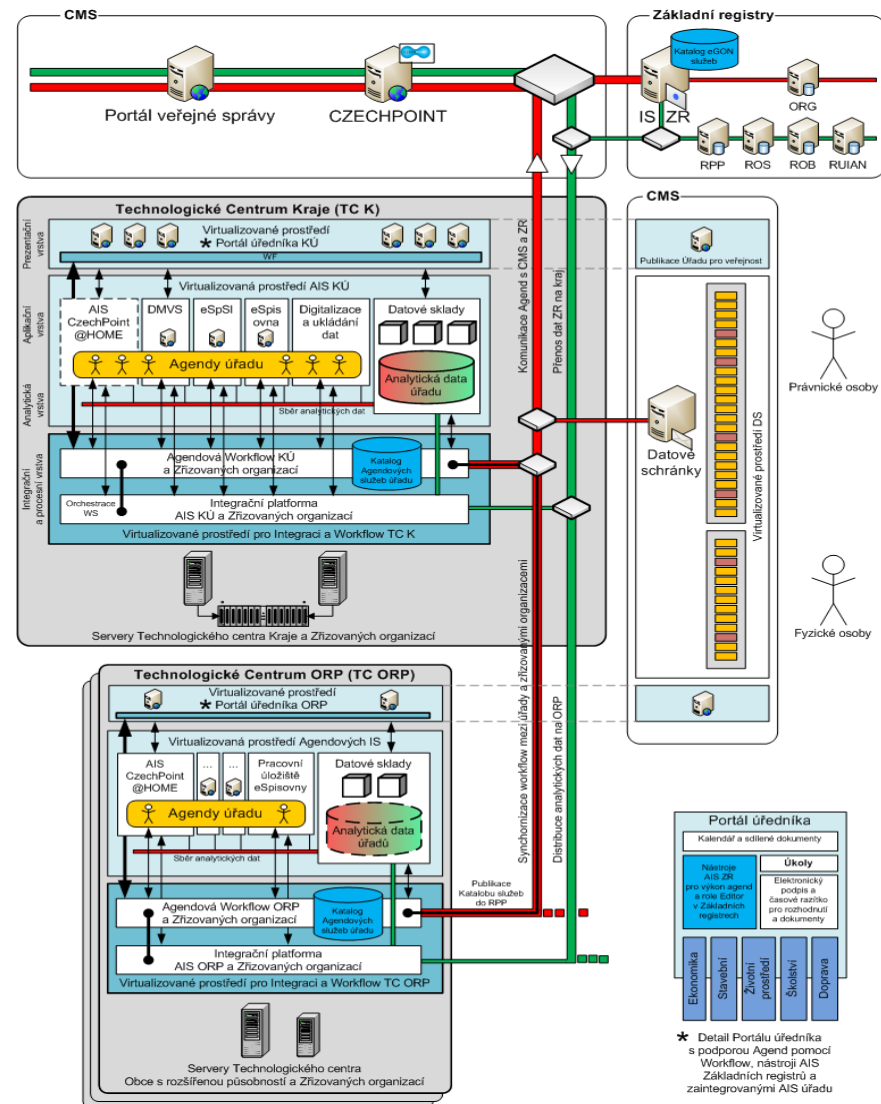 CMS
Portál veřejné správy
CZECHPOINT
Základní registry
Katalog eGON
služeb
IS ZR
ORG
RPP
ROS
ROB
RUIAN
Technologické Centrum Kraje (TC K)
Prezentační
vrstva
Virtualizované prostředí
* Portál úředníka KÚ
WF
Aplikační
vrstva
Virtualizovaná prostředí AIS KÚ
AIS
CzechPoint
@HOME
DMVS
eSpSl
eSpis
ovna
Digitalizace
a ukládání
dat
Datové sklady
Agendy úřadu
Analytická data
úřadu
Analytická
vrstva
Sběr analytických dat
Integrační
a procesní vrstva
Agendová Workflow KÚ
a Zřizovaných organizací
Katalog
Agendových
služeb úřadu
Orchestrace
WS
Integrační platforma
AIS KÚ a Zřizovaných organizací
Virtualizované prostředí pro Integraci a Workflow TC K
Servery Technologického centra Kraje a Zřizovaných organizací
Komunikace Agend s CMS a ZR
Přenos dat ZR na kraj
Synchornizace workflow mezi úřady a zřizovanými organizacemi
Distribuce analytických dat na ORP
CMS
Publikace Úřadu pro veřejnost
Datové
schránky
Virtualizované prostředí DS
Právnické osoby
Fyzické osoby
Technologické Centrum ORP (TC ORP)
Virtualizované prostředí
* Portál úředníka ORP
Virtualizovaná prostředí Agendových IS
AIS
CzechPoint
@HOME
...
...
Pracovní
úložiště
eSpisovny
Datové sklady
Agendy úřadu
Analytická data
úřadů
Sběr analytických dat
Agendová Workflow ORP
a Zřizovaných organizací
Katalog
Agendových
služeb úřadu
Publikace
Katalobu služeb
do RPP
Integrační platforma
AIS ORP a Zřizovaných organizací
Virtualizované prostředí pro Integraci a Workflow TC ORP
Servery Technologického centra
Obce s rozšířenou působností a Zřizovaných organizací
Portál úředníka
Kalendář a sdílené dokumenty
Nástroje
AIS ZR
pro výkon agend
a role Editor
v Základních
registrech
Úkoly
Elektronický
podpis a
časové razítko
pro rozhodnutí
a dokumenty
Ekonomika
Stavební
Životní
prostředí
Školství
Doprava
* Detail Portálu úředníka
s podporou Agend pomocí
Workflow, nástroji AIS
Základních registrů a
zaintegrovanými AIS úřadu